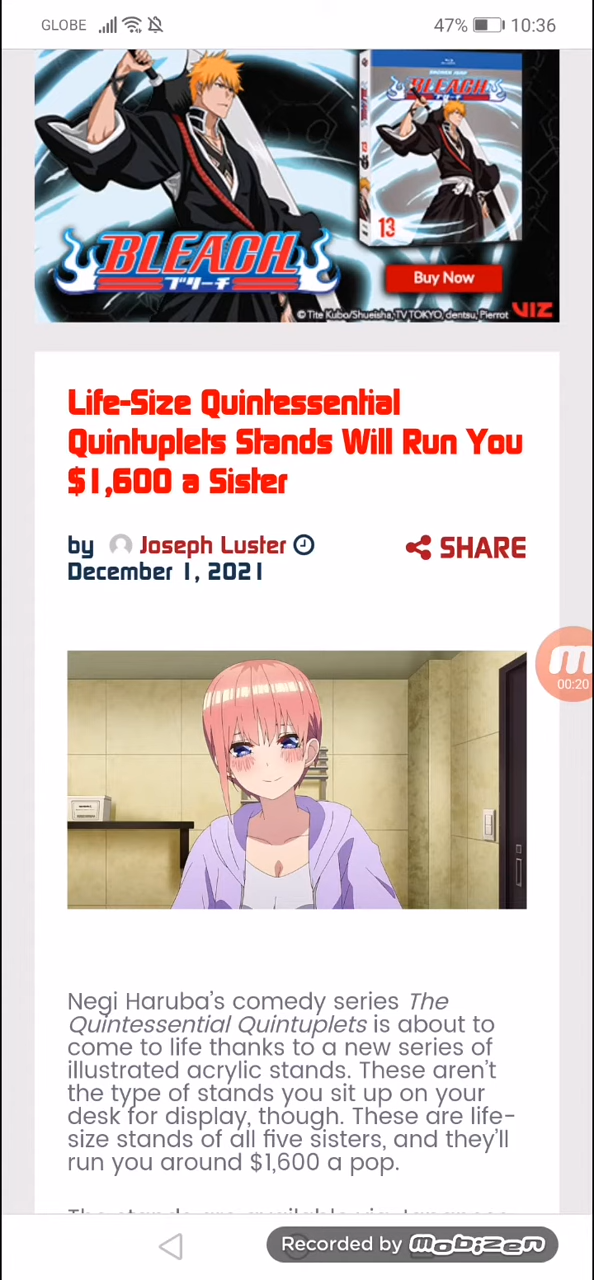 GLOBE 47% 10:36
BLEACH
ブリーチ
BLEACH
13
Buy Now
© Tite Kubo/Shueisha, TV TOKYO, dentsu, Pierrot VIZ
Life-Size Quintessential
Quintuplets Stands Will Run You
$1,600 a Sister
by Joseph Luster SHARE
December 1, 2021
00:20
Negi Haruba's comedy series The
Quintessential Quintuplets is about to
come to life thanks to a new series of
illustrated acrylic stands. These aren't
the type of stands you sit up on your
desk for display, though. These are life-
size stands of all five sisters, and they'll
run you around $1,600 a pop.
Recorded by mobizen